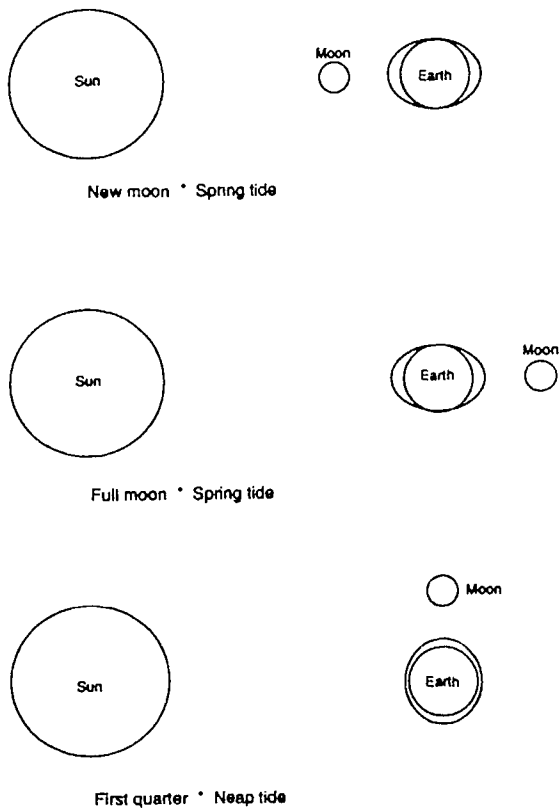 Sun
Moon
Earth
New moon * Spring tide
Sun
Earth
Moon
Full moon * Spring tide
Moon
Sun
Earth
First quarter * Neap tide